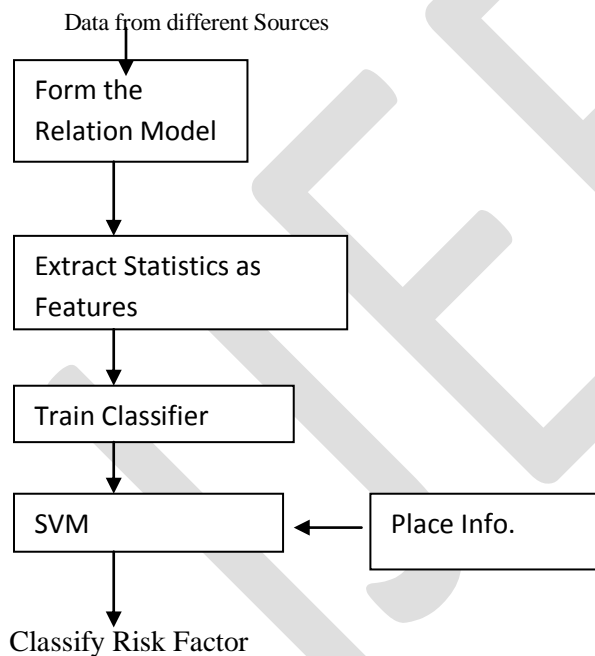 Data from different Sources
Form the
Relation Model
Extract Statistics as
Features
Train Classifier
SVM
Place Info.
Classify Risk Factor